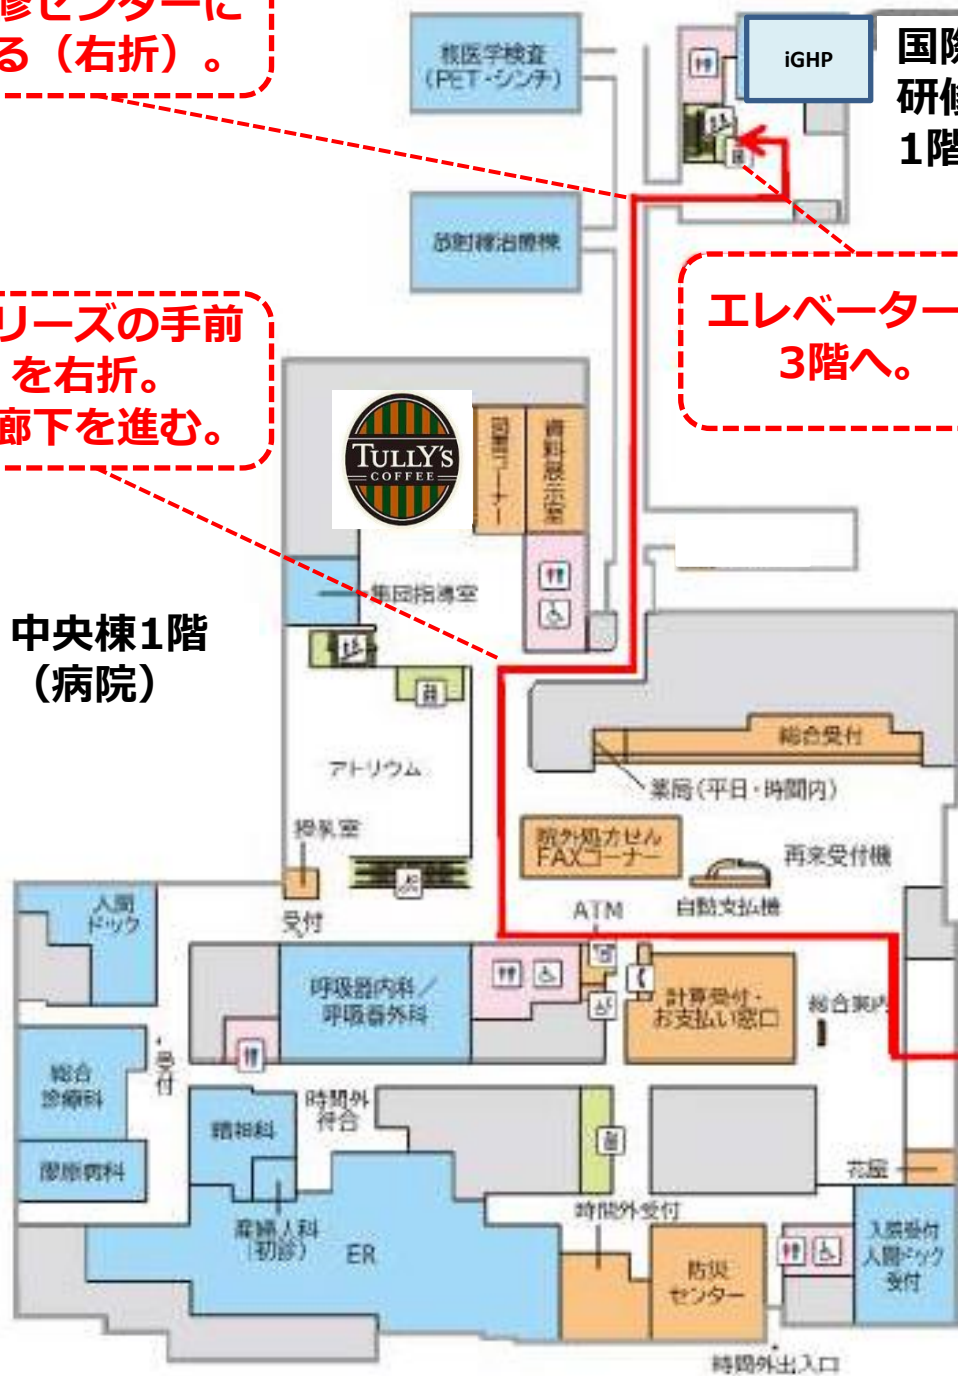 修センターに
る（右折）。
核医学検査
(PET・シンチ)
iGHP
国際
研修
1階
放射線治療棟
リーズの手前
を右折。
廊下を進む。
エレベーター
3階へ。
TULLY'S
COFFEE
図書コーナー
資料展示室
集団指導室
中央棟1階
（病院）
アトリウム
総合受付
薬局(平日・時間内)
授乳室
院外処方せん
FAXコーナー
再来受付機
自動支払機
ATM
人間
ドック
受付
呼吸器内科／
呼吸器外科
計算受付・
お支払い窓口
総合案内
総合
診療科
受付
時間外
待合
精神科
膠原病科
花屋
産婦人科
(初診)
ER
時間外受付
防災
センター
入院受付
人間ドック
受付
時間外出入口